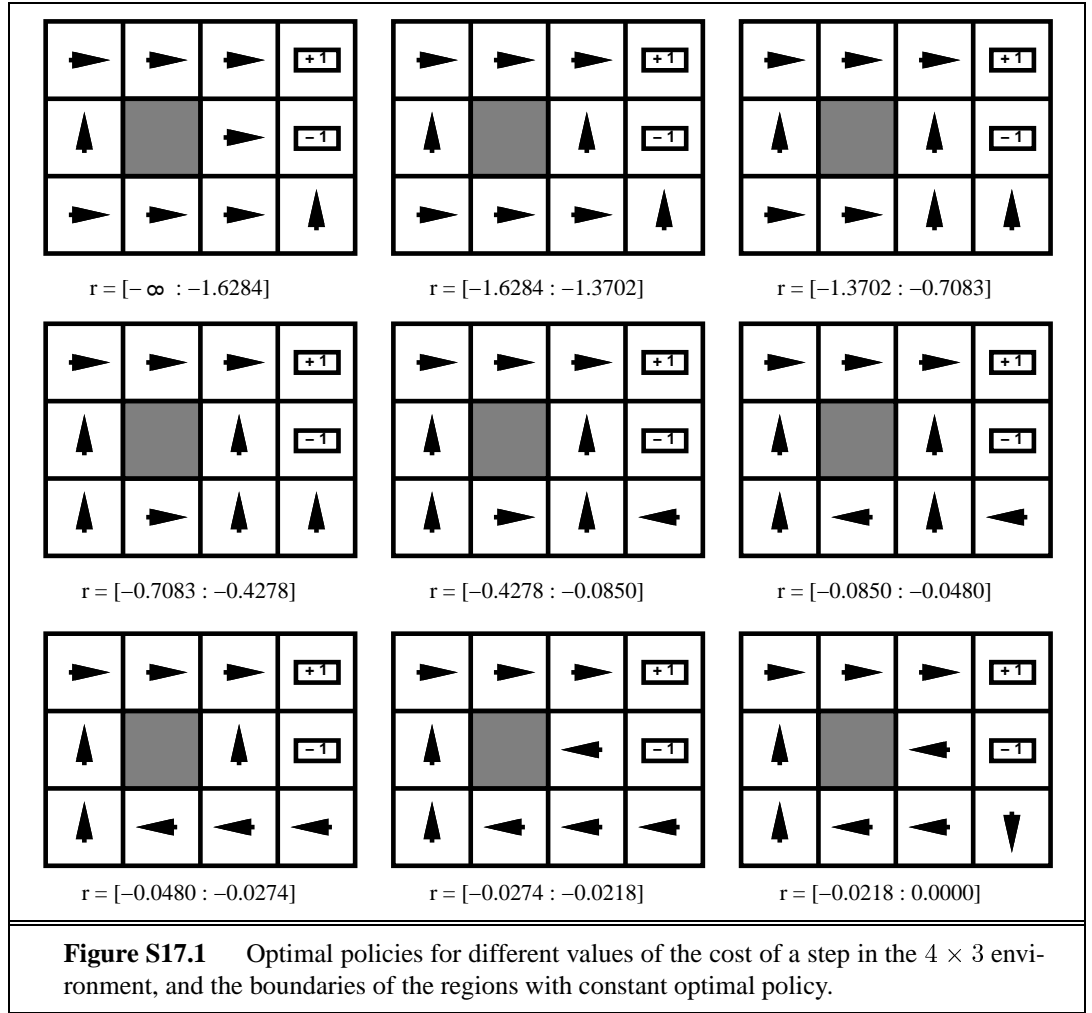 +1 +1 +1
−1 −1 −1
r = [−∞ : −1.6284] r = [−1.6284 : −1.3702] r = [−1.3702 : −0.7083]
+1 +1 +1
−1 −1 −1
r = [−0.7083 : −0.4278] r = [−0.4278 : −0.0850] r = [−0.0850 : −0.0480]
+1 +1 +1
−1 −1 −1
r = [−0.0480 : −0.0274] r = [−0.0274 : −0.0218] r = [−0.0218 : 0.0000]
Figure S17.1 Optimal policies for different values of the cost of a step in the 4 × 3 envi-
ronment, and the boundaries of the regions with constant optimal policy.